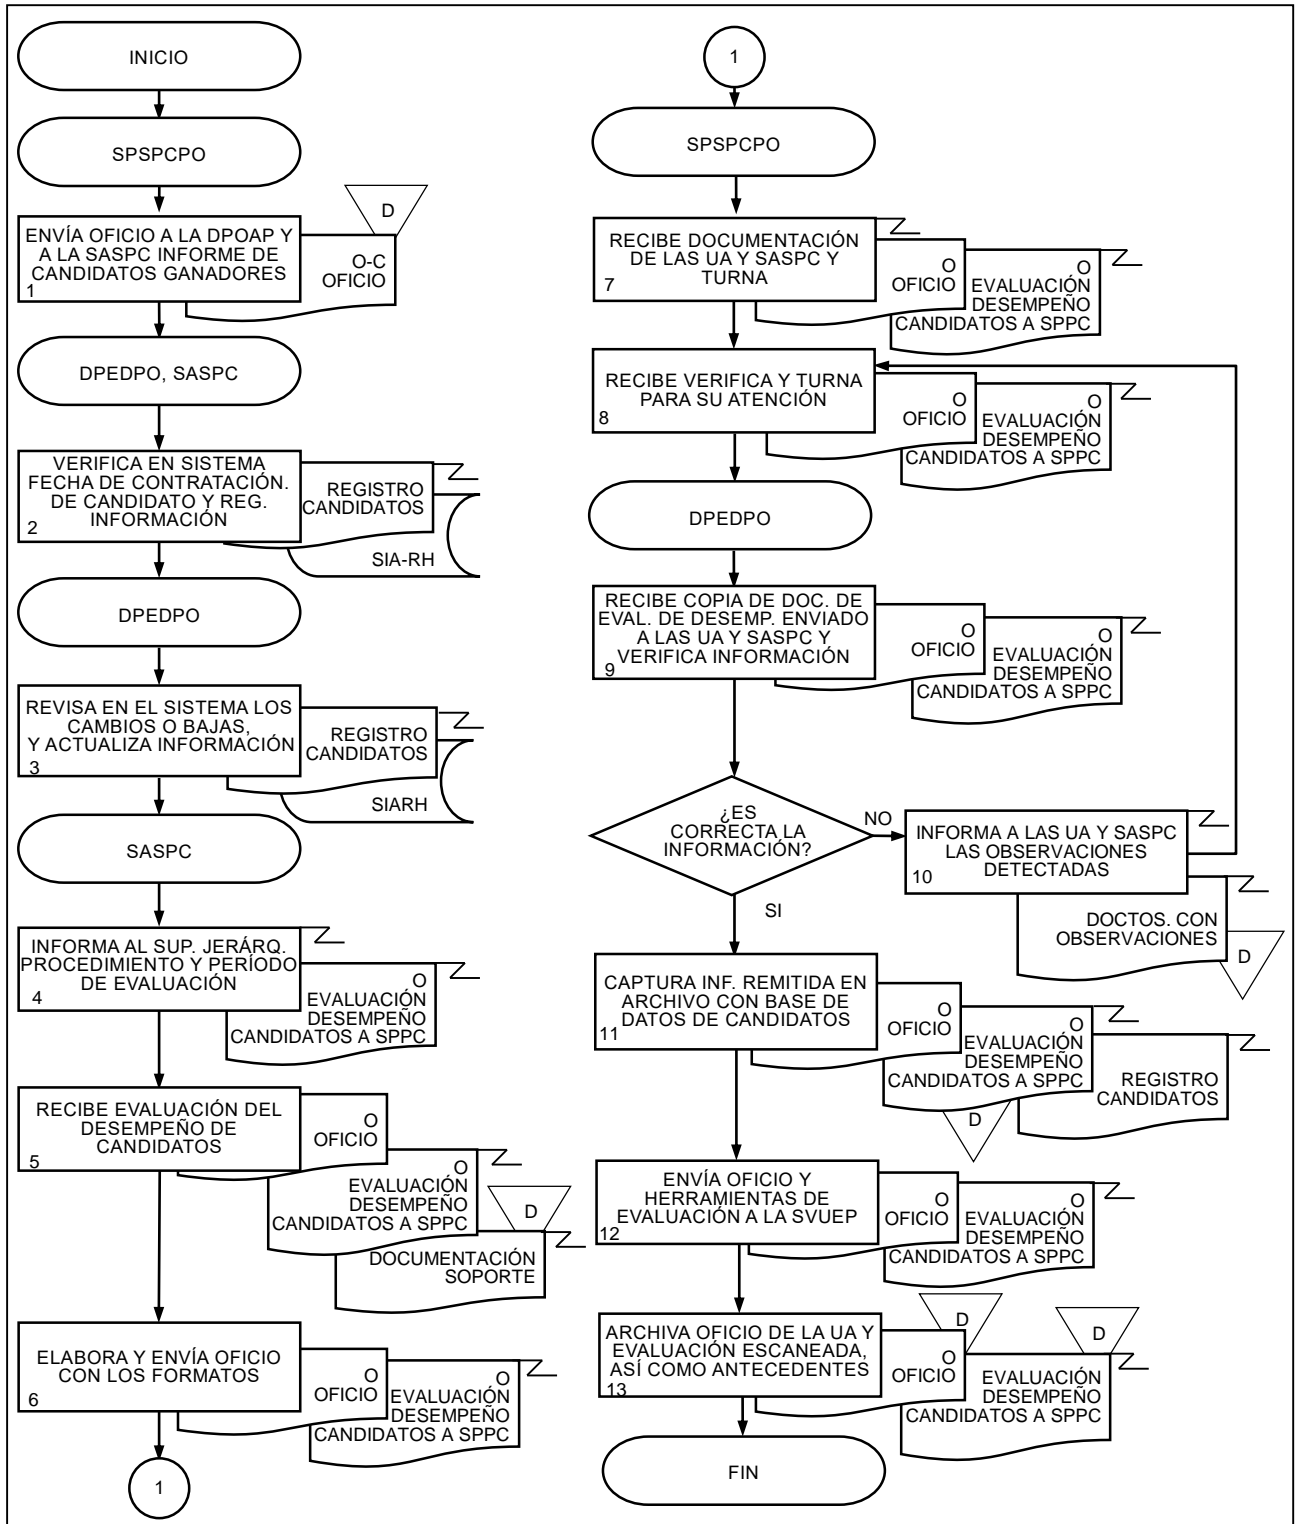 INICIO
SPSPCPO
D
ENVÍA OFICIO A LA DPOAP Y
A LA SASPC INFORME DE
CANDIDATOS GANADORES
1
O-C
OFICIO
DPEDPO, SASPC
VERIFICA EN SISTEMA
FECHA DE CONTRATACIÓN.
DE CANDIDATO Y REG.
INFORMACIÓN
2
REGISTRO
CANDIDATOS
SIA-RH
DPEDPO
REVISA EN EL SISTEMA LOS
CAMBIOS O BAJAS,
Y ACTUALIZA INFORMACIÓN
3
REGISTRO
CANDIDATOS
SIARH
SASPC
INFORMA AL SUP. JERÁRQ.
PROCEDIMIENTO Y PERÍODO
DE EVALUACIÓN
4
O
EVALUACIÓN
DESEMPEÑO
CANDIDATOS A SPPC
RECIBE EVALUACIÓN DEL
DESEMPEÑO DE
CANDIDATOS
5
O
OFICIO
O
EVALUACIÓN
DESEMPEÑO
CANDIDATOS A SPPC
D
DOCUMENTACIÓN
SOPORTE
ELABORA Y ENVÍA OFICIO
CON LOS FORMATOS
6
O
OFICIO
O
EVALUACIÓN
DESEMPEÑO
CANDIDATOS A SPPC
1
1
SPSPCPO
RECIBE DOCUMENTACIÓN
DE LAS UA Y SASPC Y
TURNA
7
O
OFICIO
O
EVALUACIÓN
DESEMPEÑO
CANDIDATOS A SPPC
RECIBE VERIFICA Y TURNA
PARA SU ATENCIÓN
8
O
OFICIO
O
EVALUACIÓN
DESEMPEÑO
CANDIDATOS A SPPC
DPEDPO
RECIBE COPIA DE DOC. DE
EVAL. DE DESEMP. ENVIADO
A LAS UA Y SASPC Y
VERIFICA INFORMACIÓN
9
O
OFICIO
O
EVALUACIÓN
DESEMPEÑO
CANDIDATOS A SPPC
¿ES
CORRECTA LA
INFORMACIÓN?
NO
SI
INFORMA A LAS UA Y SASPC
LAS OBSERVACIONES
DETECTADAS
10
DOCTOS. CON
OBSERVACIONES
D
CAPTURA INF. REMITIDA EN
ARCHIVO CON BASE DE
DATOS DE CANDIDATOS
11
O
OFICIO
O
EVALUACIÓN
DESEMPEÑO
CANDIDATOS A SPPC
D
REGISTRO
CANDIDATOS
ENVÍA OFICIO Y
HERRAMIENTAS DE
EVALUACIÓN A LA SVUEP
12
O
OFICIO
O
EVALUACIÓN
DESEMPEÑO
CANDIDATOS A SPPC
ARCHIVA OFICIO DE LA UA Y
EVALUACIÓN ESCANEADA,
ASÍ COMO ANTECEDENTES
13
D
O
OFICIO
D
EVALUACIÓN
DESEMPEÑO
CANDIDATOS A SPPC
FIN